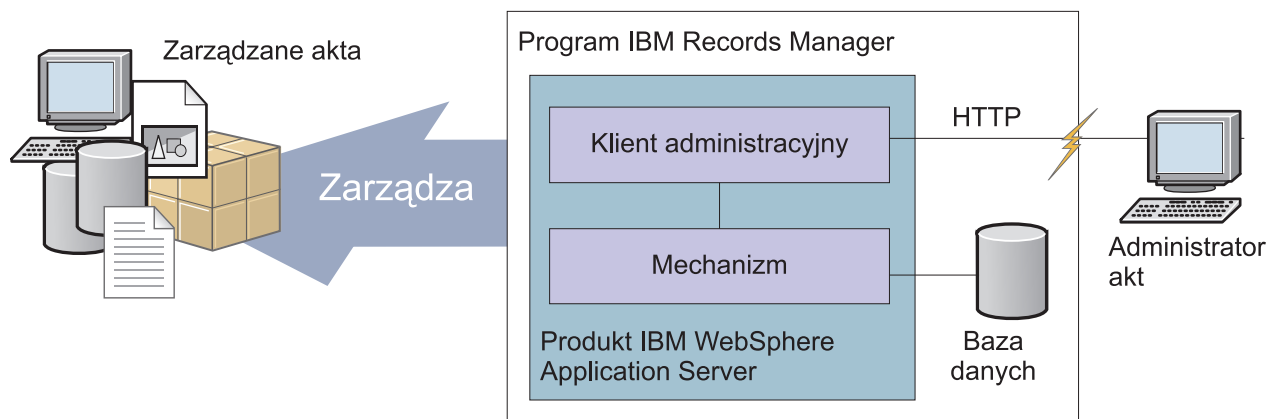 Zarządzane akta
Zarządza
Program IBM Records Manager
Klient administracyjny
HTTP
Mechanizm
Produkt IBM WebSphere
Application Server
Baza
danych
Administrator
akt